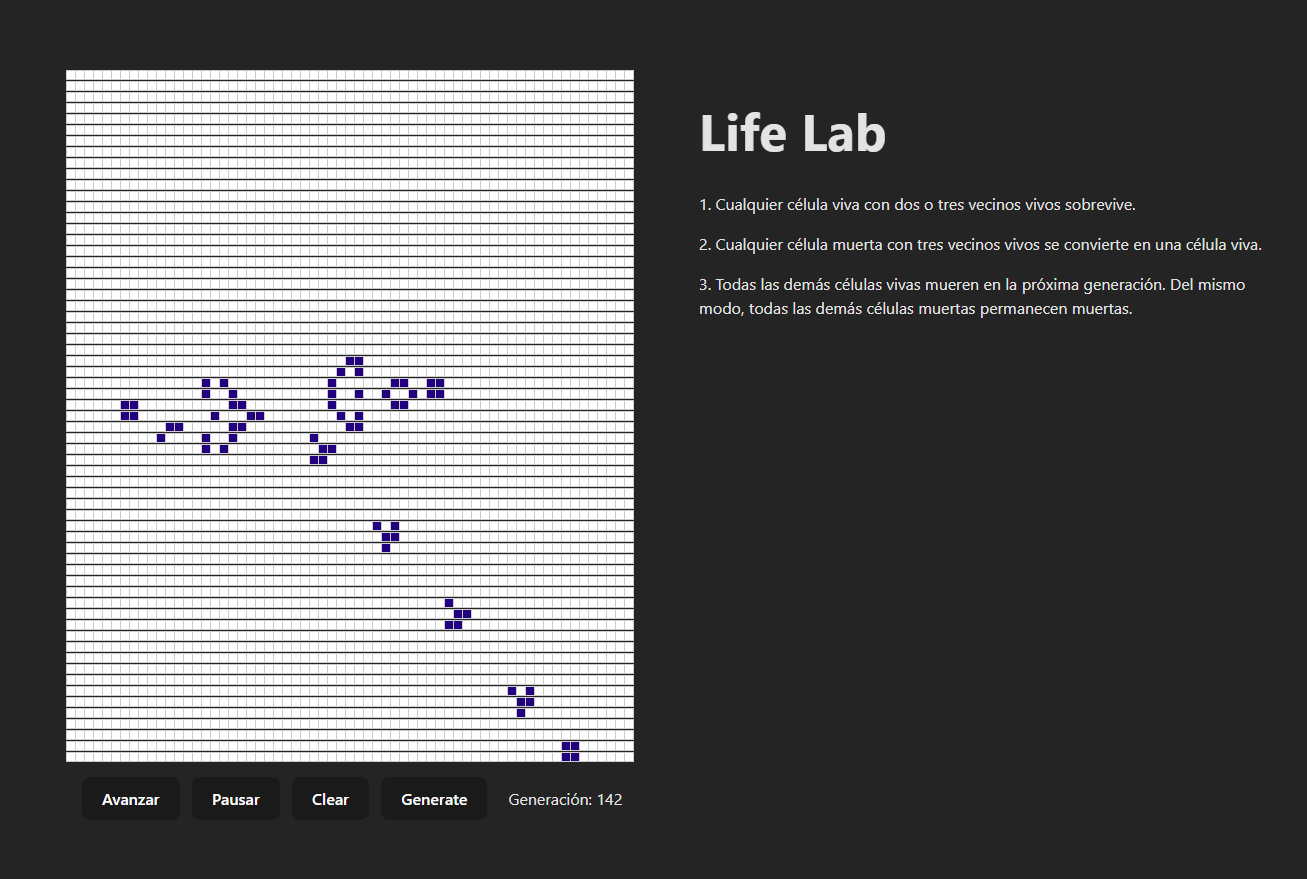 Life Lab
1. Cualquier célula viva con dos o tres vecinos vivos sobrevive.
2. Cualquier célula muerta con tres vecinos vivos se convierte en una célula viva.
3. Todas las demás células vivas mueren en la próxima generación. Del mismo
modo, todas las demás células muertas permanecen muertas.
Avanzar Pausar Clear Generate Generación: 142